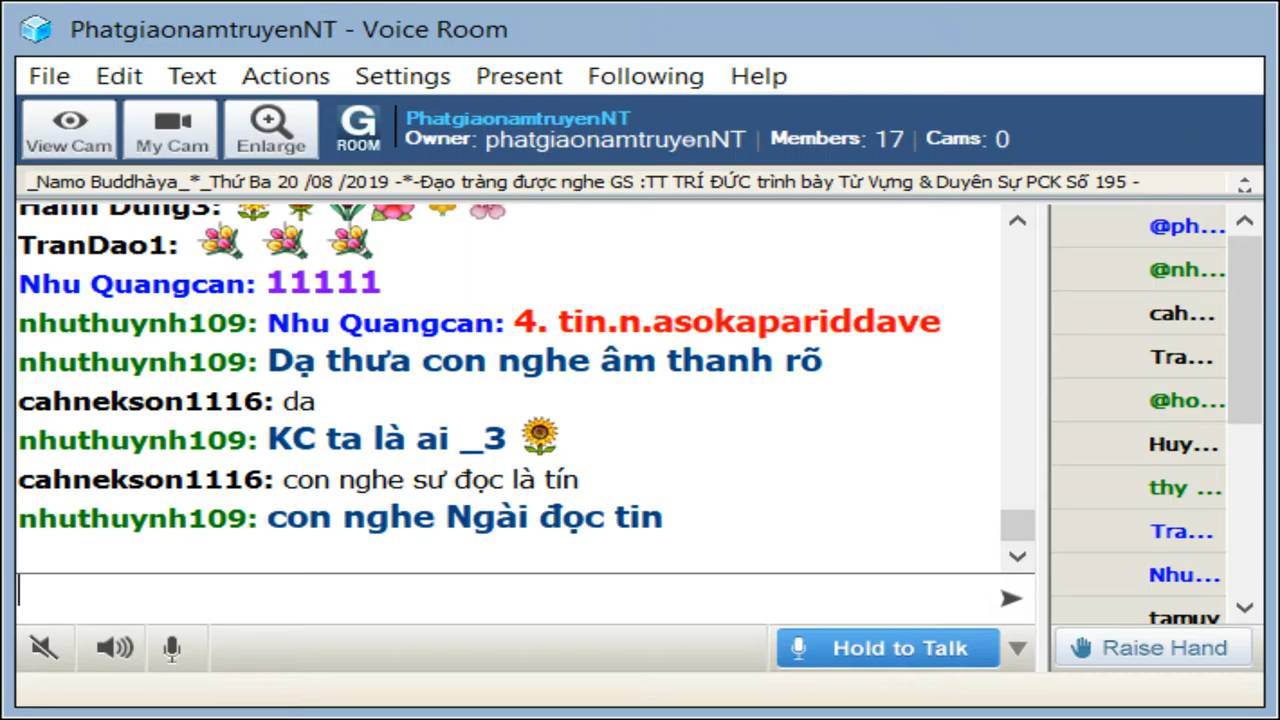 PhatgiaonamtruyenNT - Voice Room
File Edit Text Actions Settings Present Following Help
View Cam My Cam Enlarge G ROOM
PhatgiaonamtruyenNT
Owner: phatgiaonamtruyenNT | Members: 17 | Cams: 0
_Namo Buddhàya_*_Thứ Ba 20 /08 /2019 -*-Đạo tràng được nghe GS :TT TRÍ ĐỨC trình bày Từ Vựng & Duyên Sự PCK Số 195 -
Hanh Dung3:
TranDao1:
Nhu Quangcan: 11111
nhuthuynh109: Nhu Quangcan: 4. tin.n.asokapariddave
nhuthuynh109: Dạ thưa con nghe âm thanh rõ
cahnekson1116: da
nhuthuynh109: KC ta là ai _3
cahnekson1116: con nghe sư đọc là tín
nhuthuynh109: con nghe Ngài đọc tin
@ph...
@nh...
cah...
Tra...
@ho...
Huy...
thy ...
Tra...
Nhu...
tamuy
Hold to Talk
Raise Hand